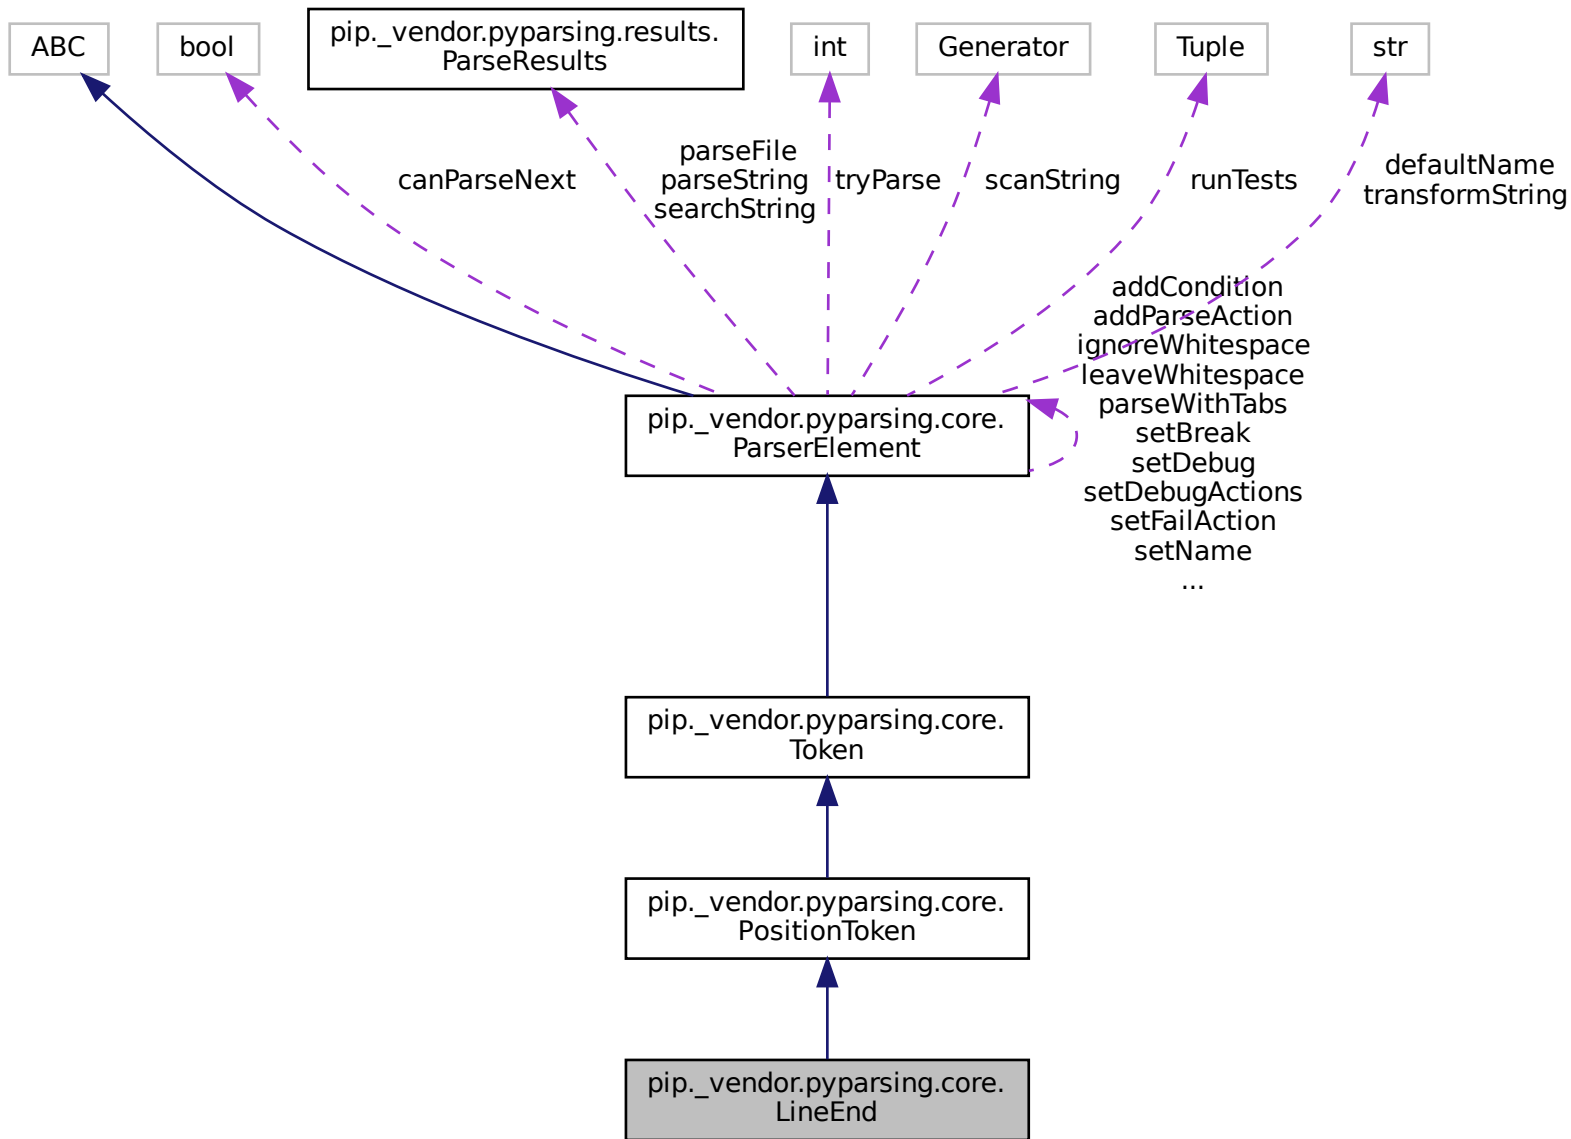 ABC
bool
pip._vendor.pyparsing.results.
ParseResults
int
Generator
Tuple
str
canParseNext
parseFile
parseString
searchString
tryParse
scanString
runTests
defaultName
transformString
addCondition
addParseAction
ignoreWhitespace
leaveWhitespace
parseWithTabs
setBreak
setDebug
setDebugActions
setFailAction
setName
...
pip._vendor.pyparsing.core.
ParserElement
pip._vendor.pyparsing.core.
Token
pip._vendor.pyparsing.core.
PositionToken
pip._vendor.pyparsing.core.
LineEnd